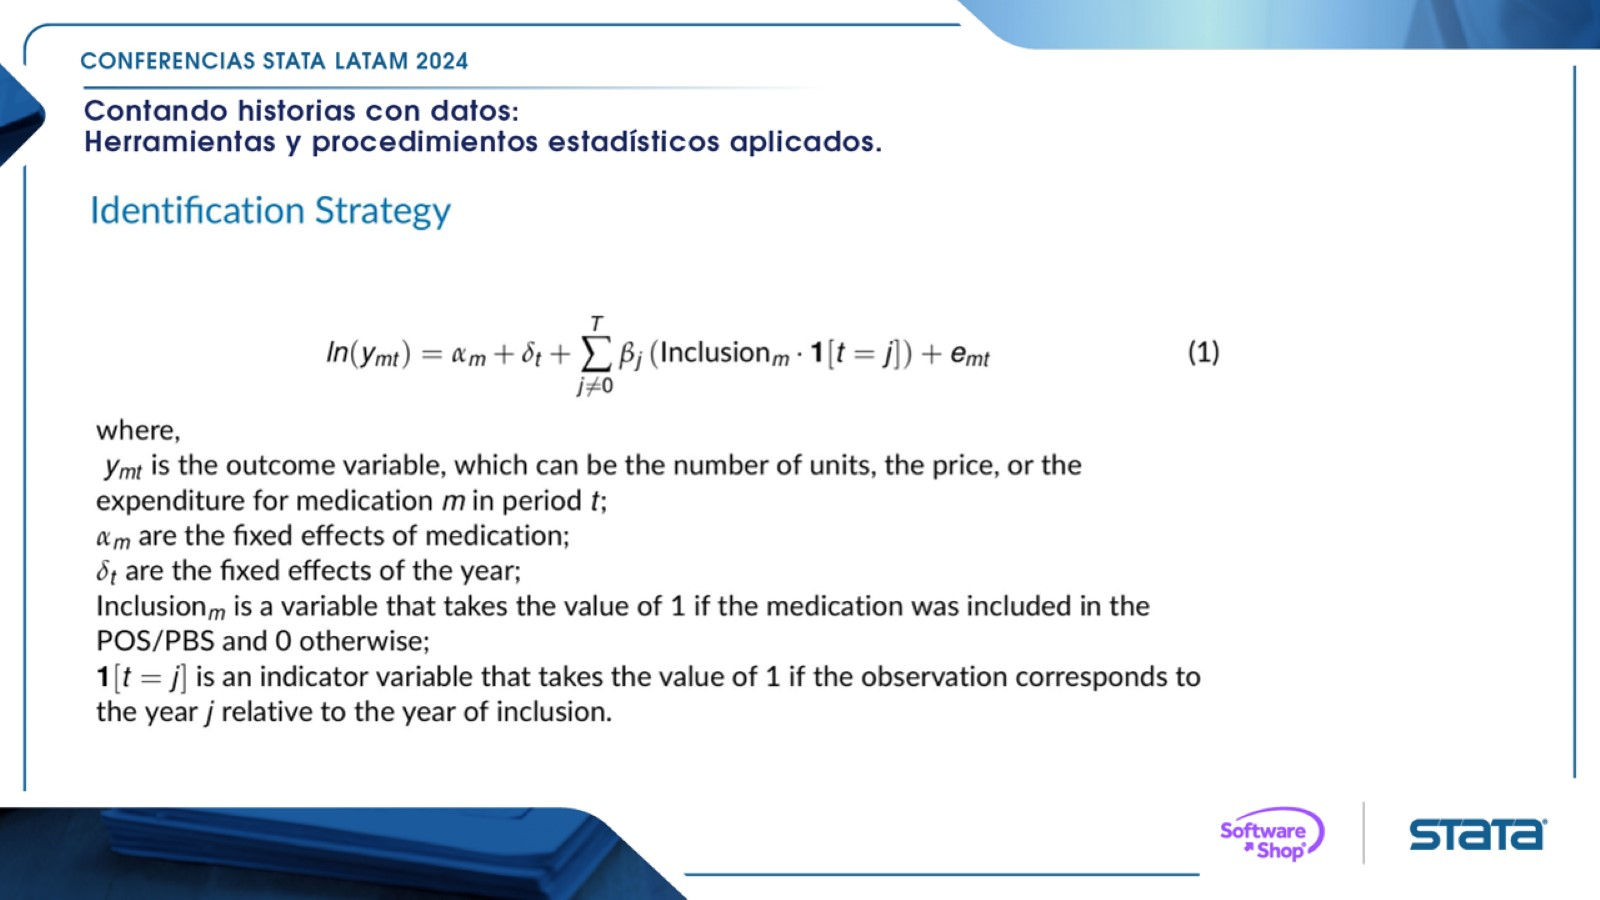 CONFERENCIAS STATA LATAM 2024
Contando historias con datos:
Herramientas y procedimientos estadísticos aplicados.
Identification Strategy
ln(y_mt) = α_m + δ_t + ∑_{j≠0}^{T} β_j (Inclusion_m · 1[t = j]) + e_mt (1)
where,
y_mt is the outcome variable, which can be the number of units, the price, or the
expenditure for medication m in period t;
α_m are the fixed effects of medication;
δ_t are the fixed effects of the year;
Inclusion_m is a variable that takes the value of 1 if the medication was included in the
POS/PBS and 0 otherwise;
1[t = j] is an indicator variable that takes the value of 1 if the observation corresponds to
the year j relative to the year of inclusion.
Software
Shop
STATA